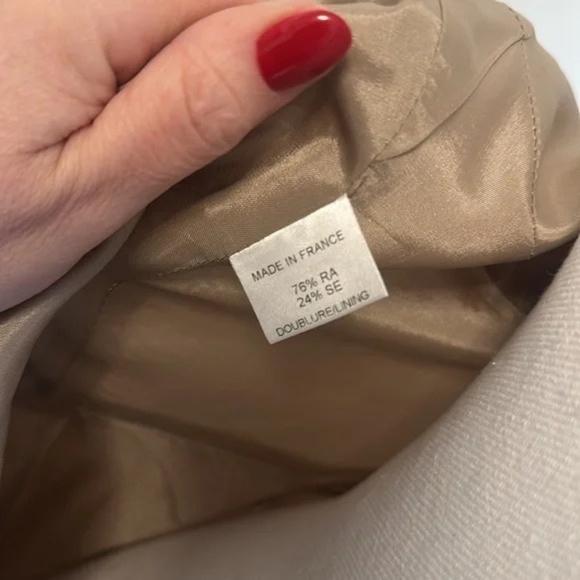 MADE IN FRANCE
76% RA
24% SE
DOUBLURE/LINING